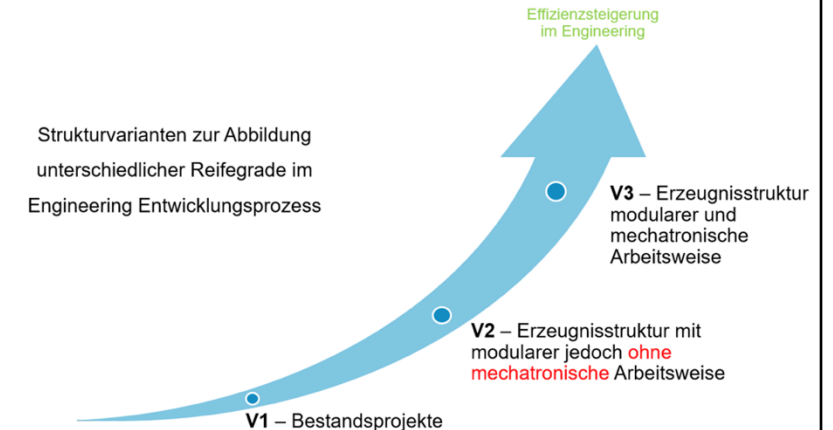 Effizienzsteigerung
im Engineering
Strukturvarianten zur Abbildung
unterschiedlicher Reifegrade im
Engineering Entwicklungsprozess
V3 – Erzeugnisstruktur
modularer und
mechatronische
Arbeitsweise
V2 – Erzeugnisstruktur mit
modularer jedoch ohne
mechatronische Arbeitsweise
V1 – Bestandsprojekte